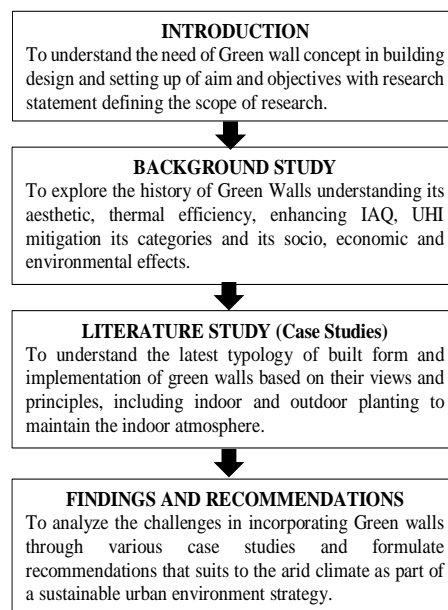 INTRODUCTION
To understand the need of Green wall concept in building
design and setting up of aim and objectives with research
statement defining the scope of research.
BACKGROUND STUDY
To explore the history of Green Walls understanding its
aesthetic, thermal efficiency, enhancing IAQ, UHI
mitigation its categories and its socio, economic and
environmental effects.
LITERATURE STUDY (Case Studies)
To understand the latest typology of built form and
implementation of green walls based on their views and
principles, including indoor and outdoor planting to
maintain the indoor atmosphere.
FINDINGS AND RECOMMENDATIONS
To analyze the challenges in incorporating Green walls
through various case studies and formulate
recommendations that suits to the arid climate as part of
a sustainable urban environment strategy.